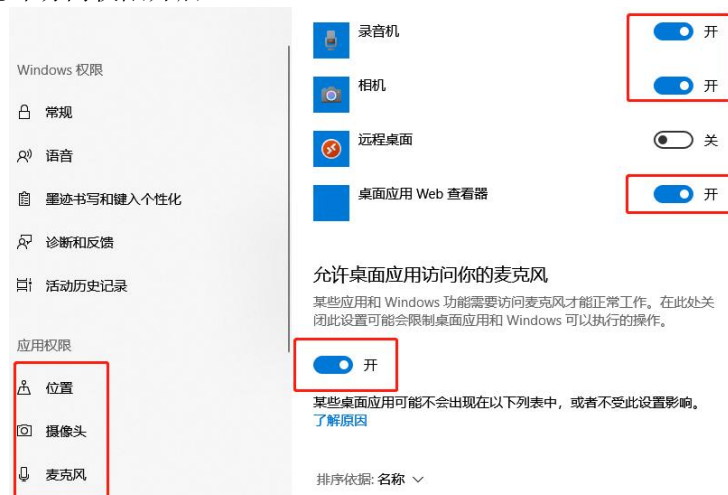 Windows 权限
常规
语音
墨迹书写和键入个性化
诊断和反馈
活动历史记录
应用权限
位置
摄像头
麦克风
录音机
开
相机
开
远程桌面
关
桌面应用 Web 查看器
开
允许桌面应用访问你的麦克风
某些应用和 Windows 功能需要访问麦克风才能正常工作。在此处关
闭此设置可能会限制桌面应用和 Windows 可以执行的操作。
开
某些桌面应用可能不会出现在以下列表中，或者不受此设置影响。
了解原因
排序依据: 名称